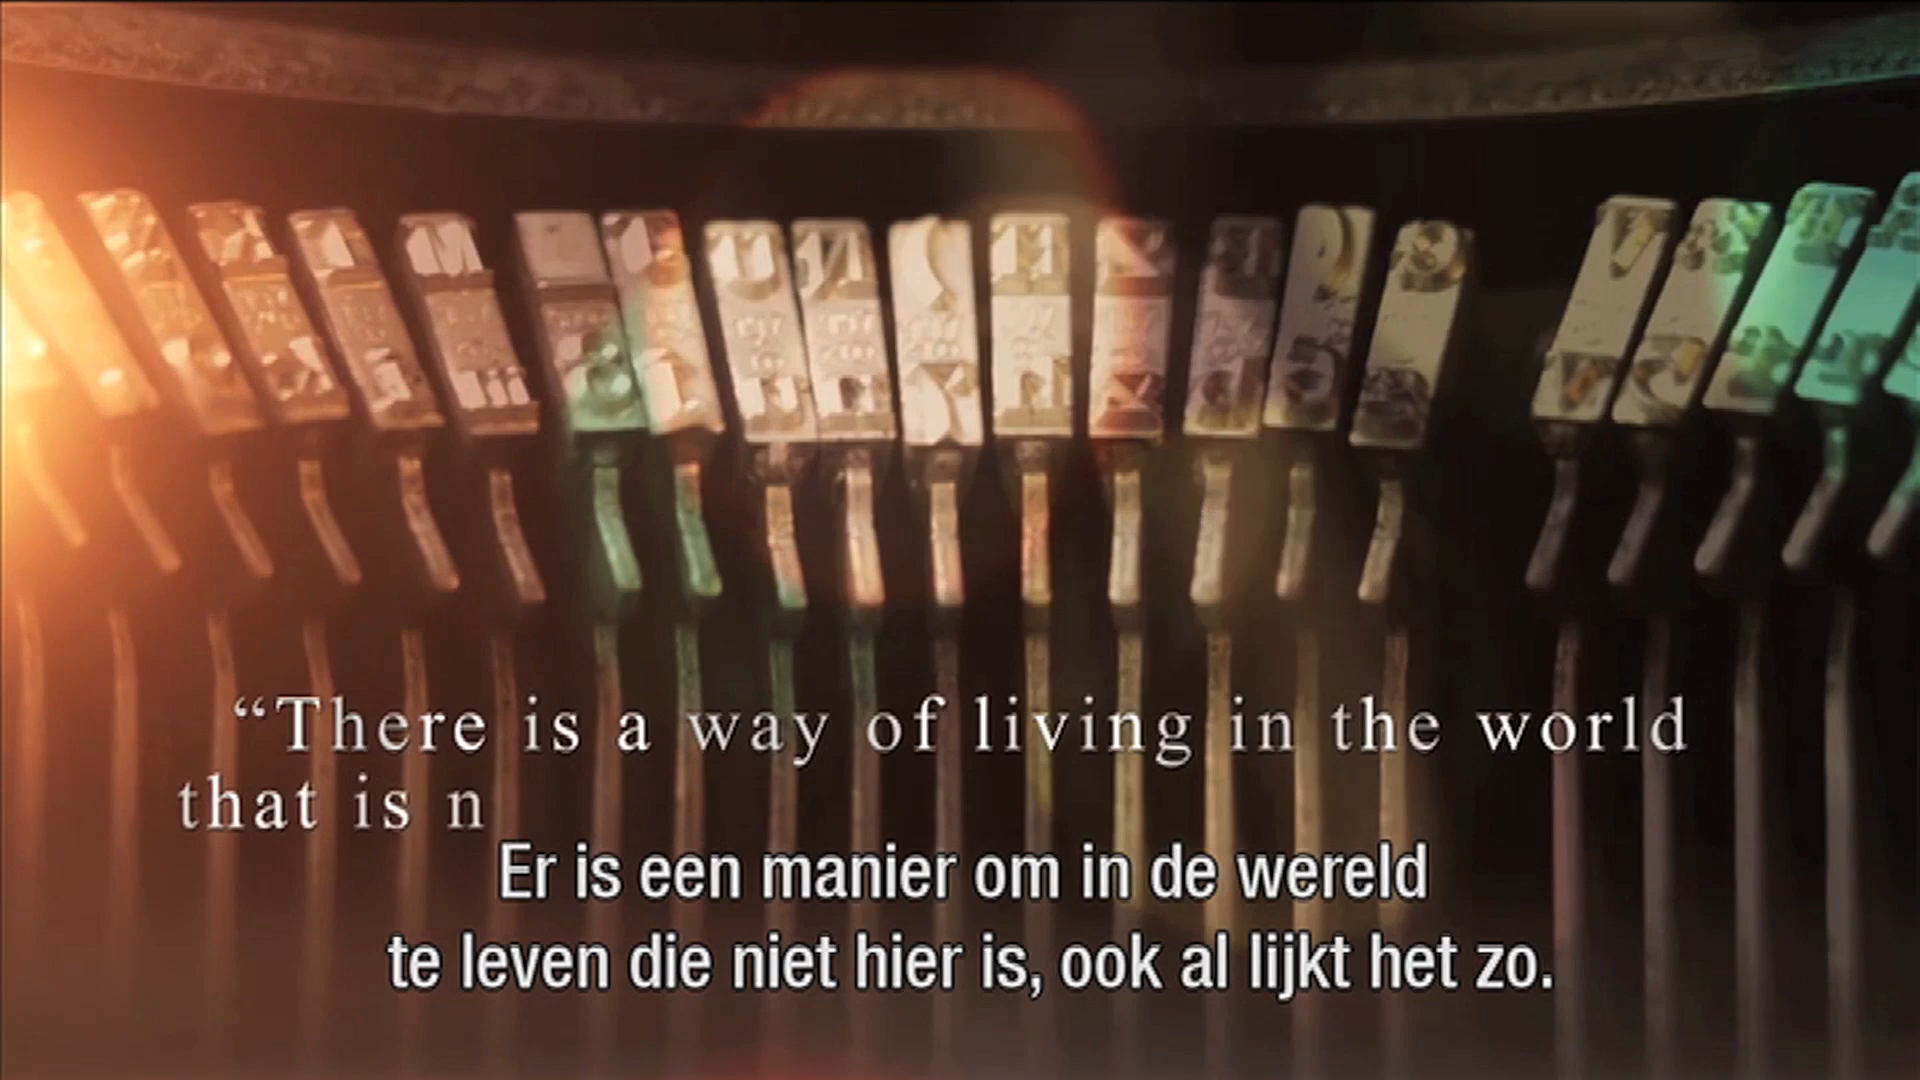 “There is a way of living in the world
that is n
Er is een manier om in de wereld
te leven die niet hier is, ook al lijkt het zo.